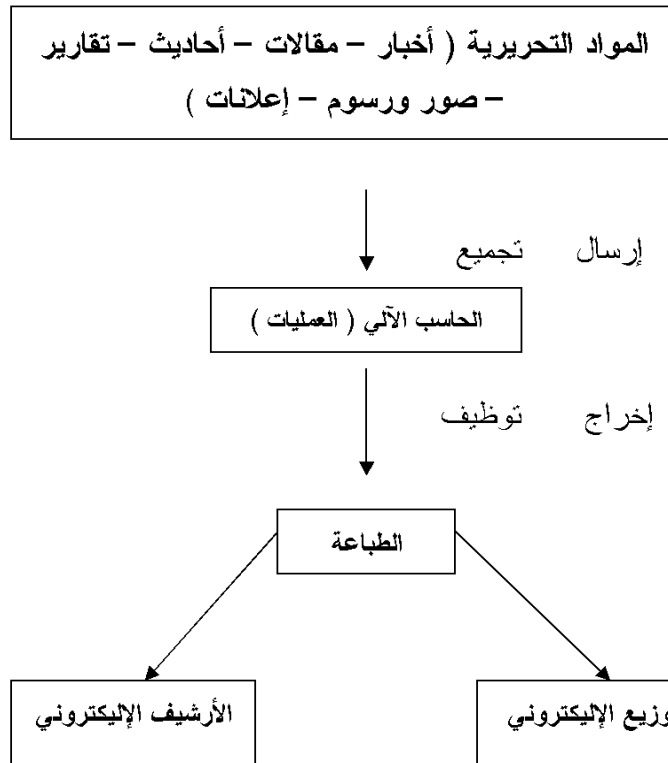 المواد التحريرية ( أخبار – مقالات – أحاديث – تقارير
– صور ورسوم – إعلانات )
إرسال تجميع
الحاسب الآلي ( العمليات )
إخراج توظيف
الطباعة
وزيع الإليكتروني
الأرشيف الإليكتروني